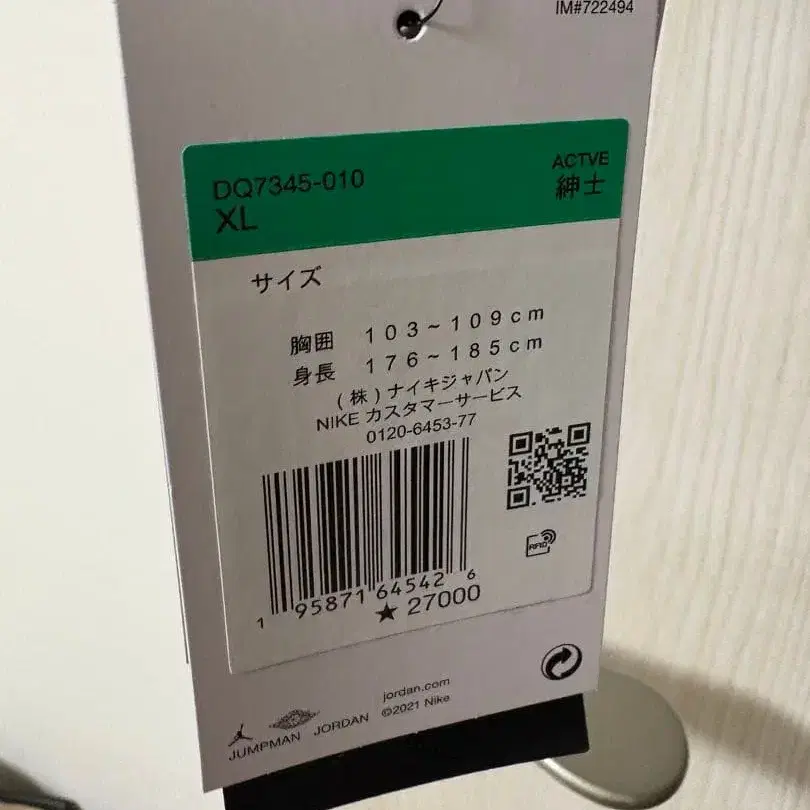 IM#722494
DQ7345-010
XL
ACTVE
紳士
サイズ
胸囲 103~109cm
身長 176~185cm
(株)ナイキジャパン
NIKE カスタマーサービス
0120-6453-77
RFID
1 95871 64542 6
★27000
jordan.com
©2021 Nike
JUMPMAN JORDAN